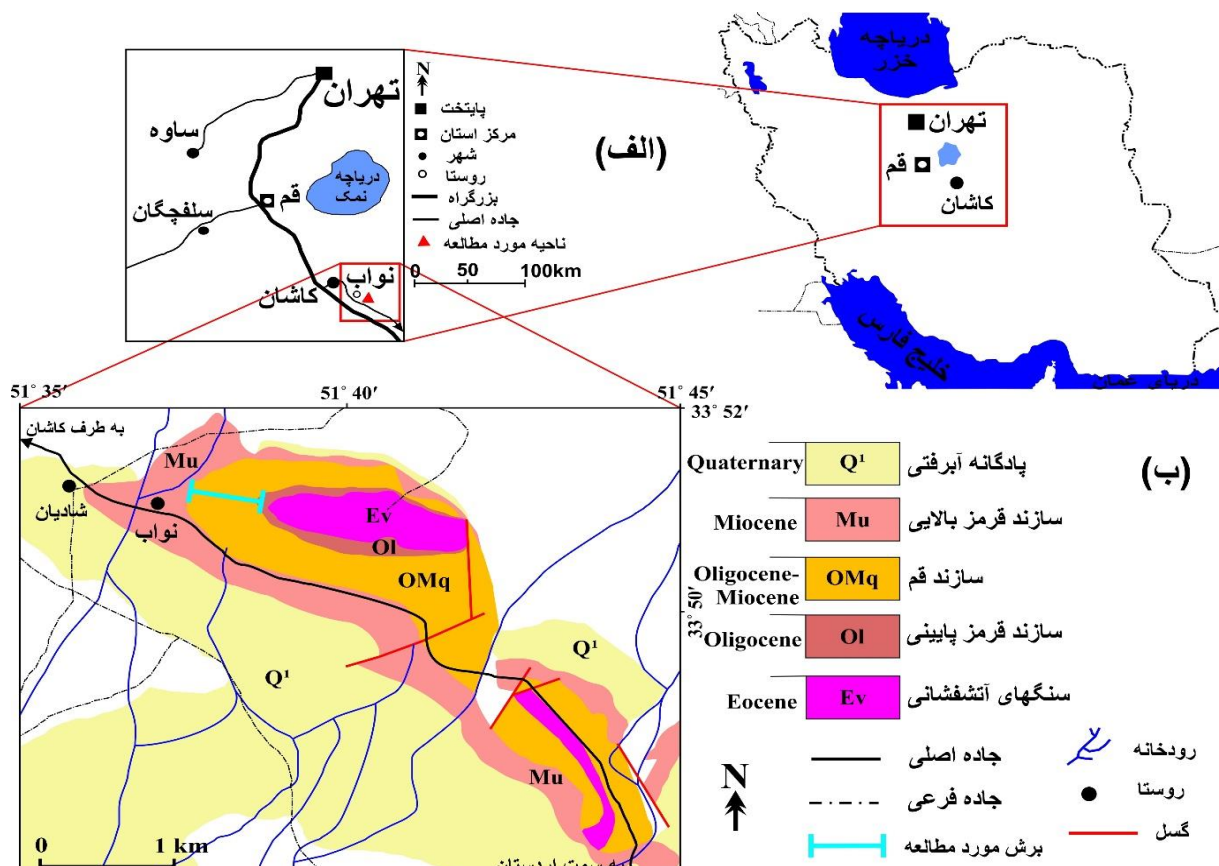 دریاچه
خزر
تهران
قم
کاشان
خلیج فارس
دریای عمان
(الف)
تهران
ساوه
قم
دریاچه
نمک
سلفچگان
کاشان
نواب
N
پایتخت
مرکز استان
شهر
روستا
بزرگراه
جاده اصلی
ناحیه مورد مطالعه
0 50 100km
51° 35′ 51° 40′ 51° 45′
33° 52′
33° 50′
به طرف کاشان
شادیان
نواب
Mu
Ev
Ol
OMq
Q¹
Q¹
Mu
0 1 km
به سمت اردستان
(ب)
Quaternary Q¹ پادگانه آبرفتی
Miocene Mu سازند قرمز بالایی
Oligocene-
Miocene OMq سازند قم
Oligocene Ol سازند قرمز پایینی
Eocene Ev سنگهای آتشفشانی
N
جاده اصلی
جاده فرعی
برش مورد مطالعه
رودخانه
روستا
گسل